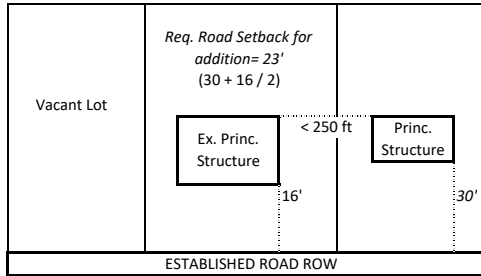 Req. Road Setback for
addition= 23'
(30 + 16 / 2)
Vacant Lot
< 250 ft
Ex. Princ.
Structure
Princ.
Structure
16'
30'
ESTABLISHED ROAD ROW